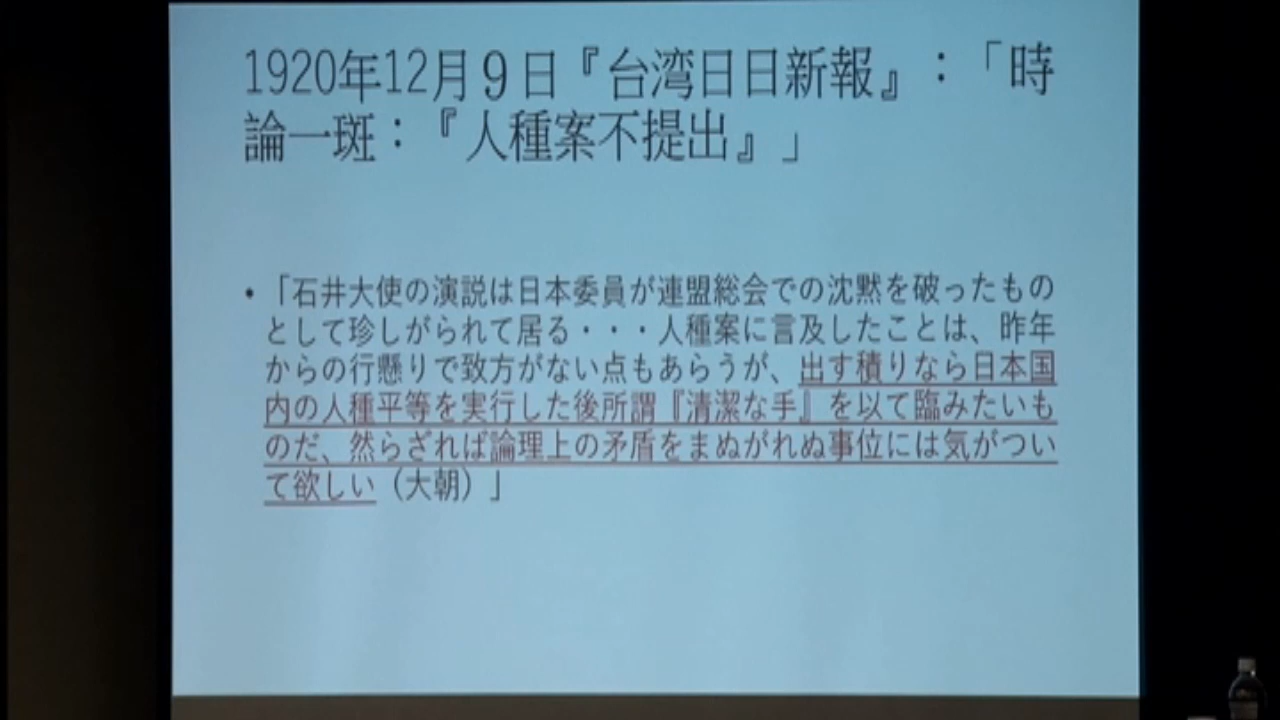 1920年12月９日『台湾日日新報』：「時
論一斑：『人種案不提出』」
•「石井大使の演説は日本委員が連盟総会での沈黙を破ったもの
として珍しがられて居る・・・人種案に言及したことは、昨年
からの行懸りで致方がない点もあらうが、出す積りなら日本国
内の人種平等を実行した後所謂『清潔な手』を以て臨みたいも
のだ、然らざれば論理上の矛盾をまぬがれぬ事位には気がつい
て欲しい（大朝）」